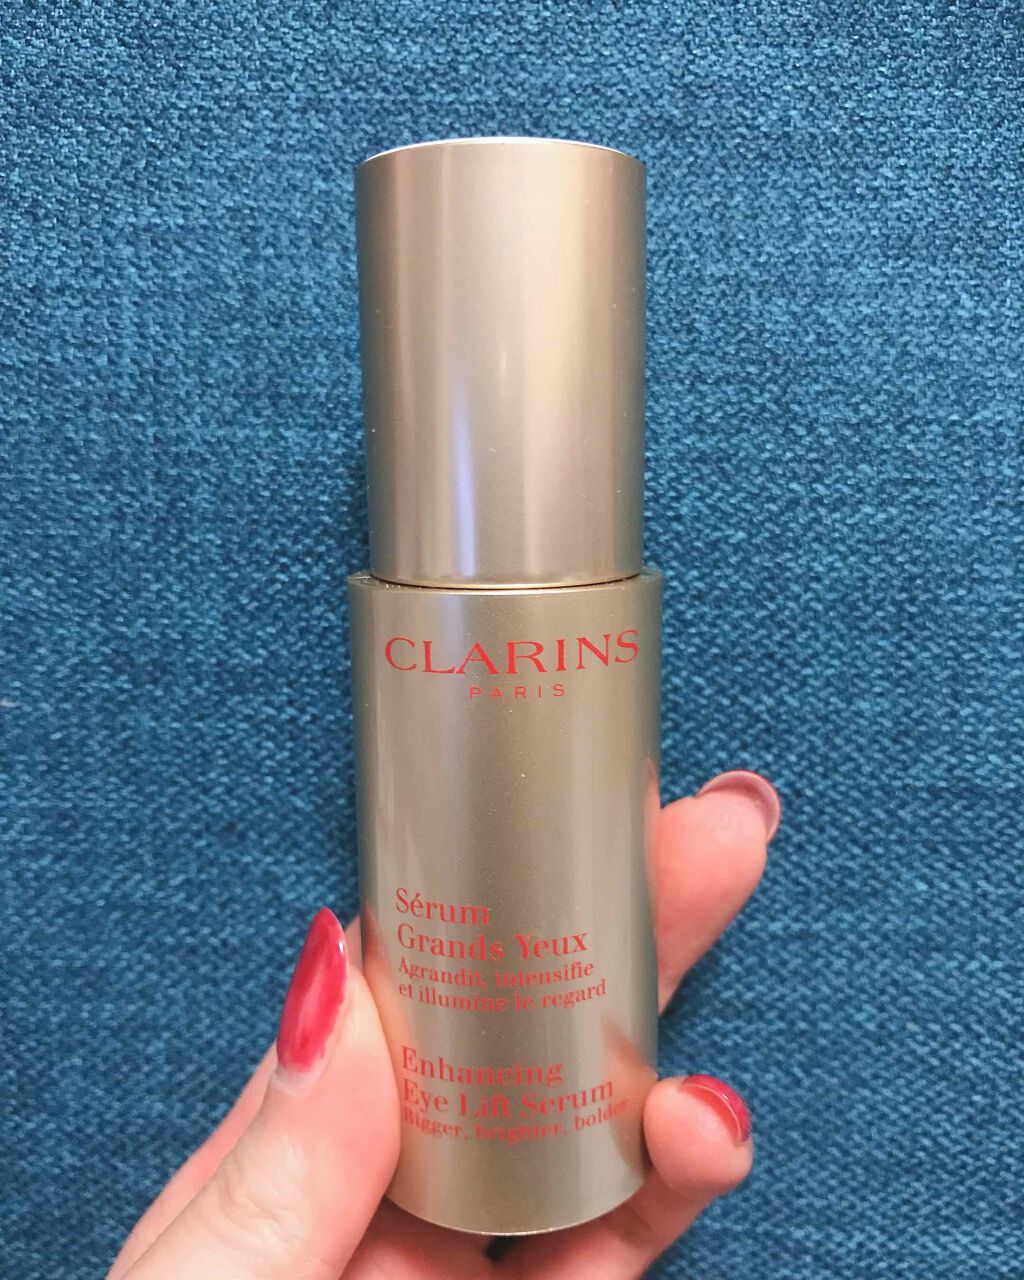 CLARINS
PARIS
Sérum
Grands Yeux
Agrandit, intensifie
et illumine le regard
Enhancing
Eye Lift Serum
Bigger, brighter, bolder